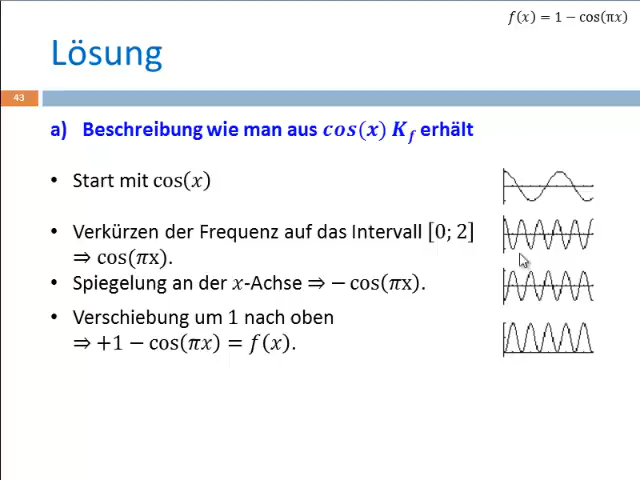 f(x) = 1 − cos(πx)
Lösung
43
a) Beschreibung wie man aus cos(x) K_f erhält
• Start mit cos(x)
• Verkürzen der Frequenz auf das Intervall [0; 2]
⇒ cos(πx).
• Spiegelung an der x-Achse ⇒ − cos(πx).
• Verschiebung um 1 nach oben
⇒ +1 − cos(πx) = f(x).